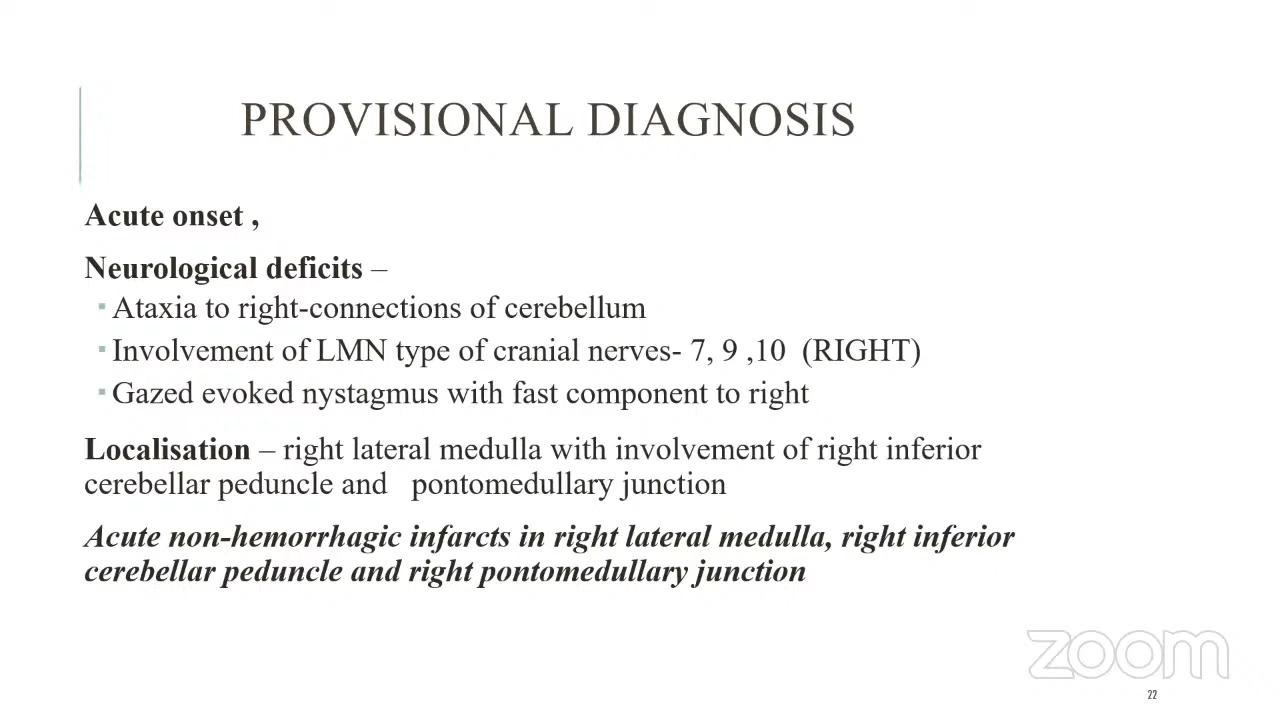 PROVISIONAL DIAGNOSIS
Acute onset ,
Neurological deficits –
▪ Ataxia to right-connections of cerebellum
▪ Involvement of LMN type of cranial nerves- 7, 9 ,10 (RIGHT)
▪ Gazed evoked nystagmus with fast component to right
Localisation – right lateral medulla with involvement of right inferior
cerebellar peduncle and pontomedullary junction
Acute non-hemorrhagic infarcts in right lateral medulla, right inferior
cerebellar peduncle and right pontomedullary junction
zoom
22